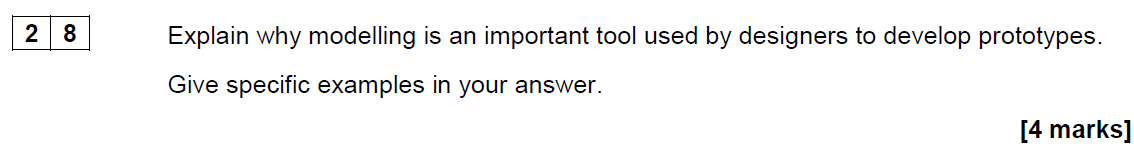 2 8 Explain why modelling is an important tool used by designers to develop prototypes.
Give specific examples in your answer.
[4 marks]